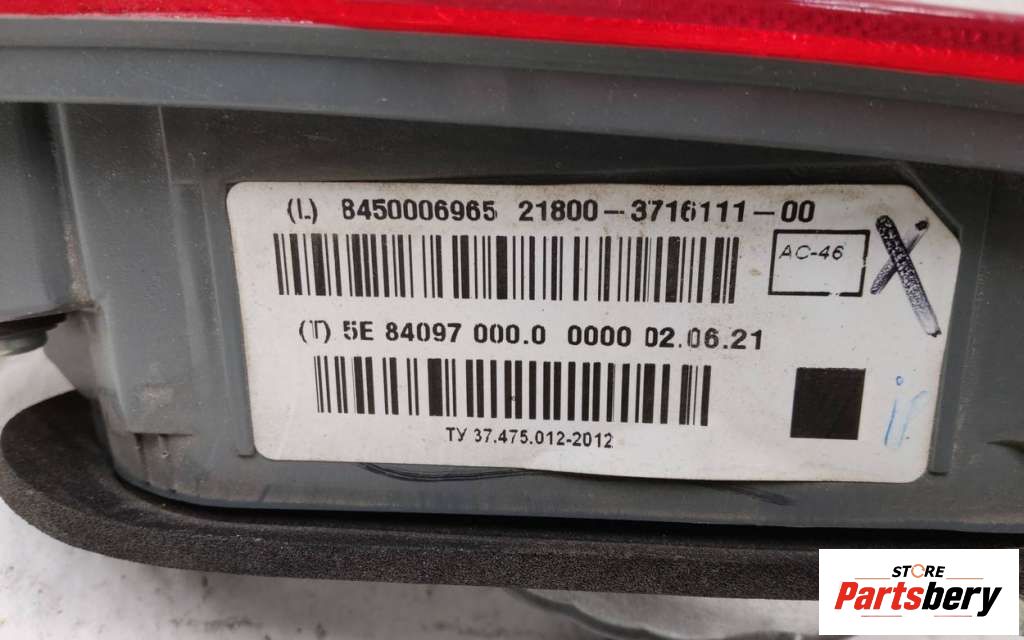 (L) 8450006965 21800-3716111-00
AC-46
X
(T) 5E 84097 000.0 0000 02.06.21
ТУ 37.475.012-2012
STORE
Partsbery